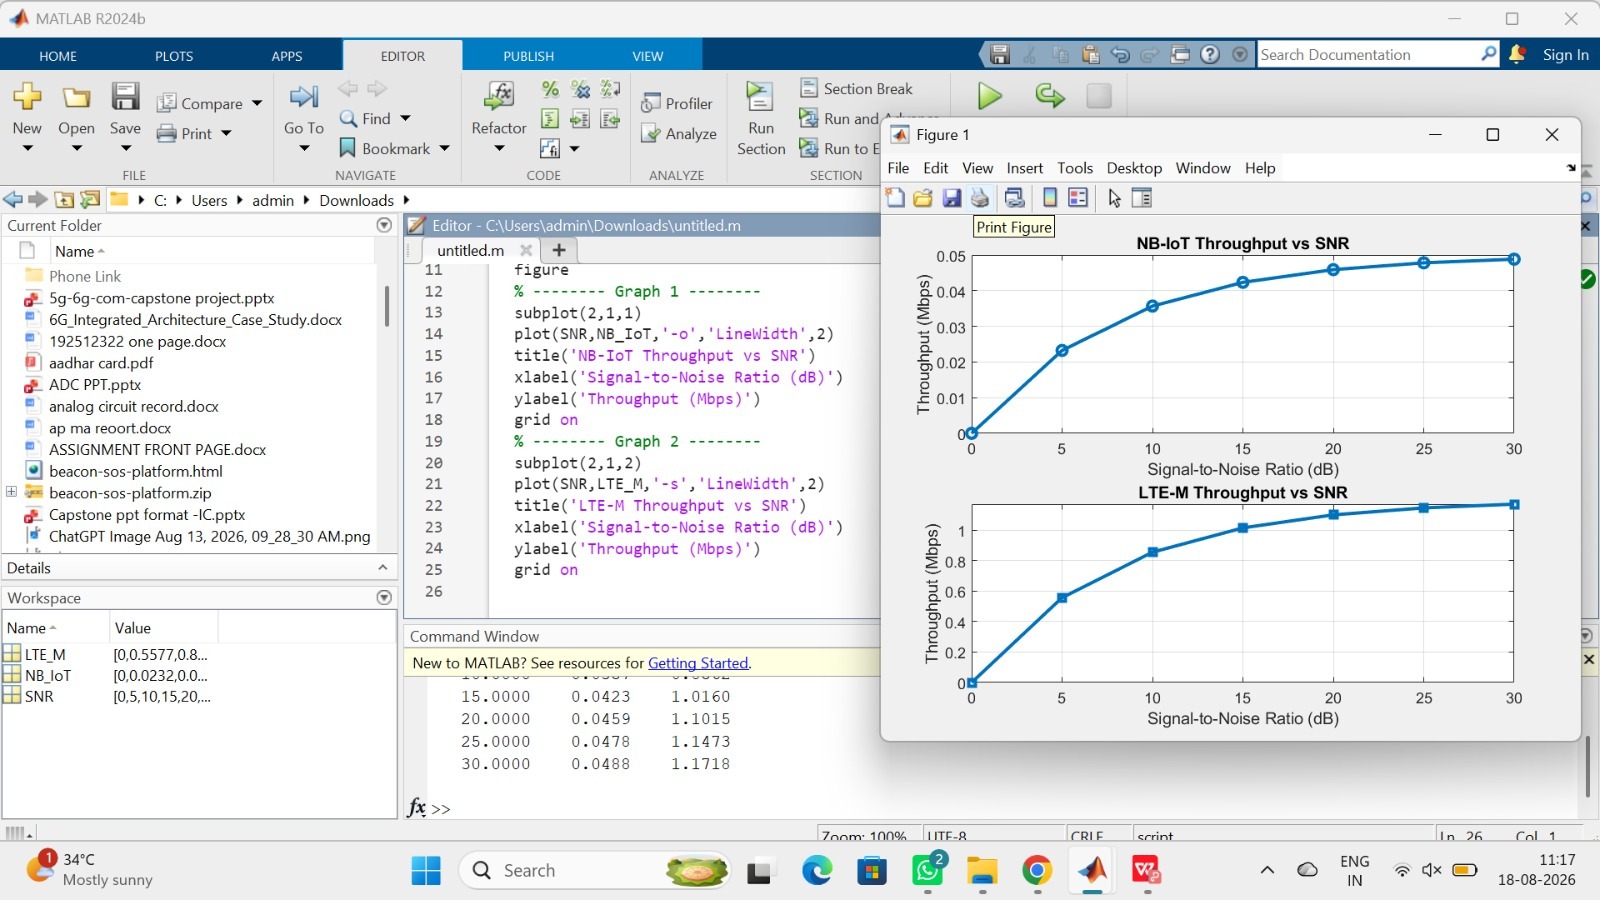 MATLAB R2024b
HOME PLOTS APPS EDITOR PUBLISH VIEW
Search Documentation
Sign In
New Open Save Compare Print
FILE
Go To Find Bookmark
NAVIGATE
Refactor
CODE
Profiler
Analyze
ANALYZE
Run Section
Section Break
Run and Advance
Run to E
SECTION
C: Users admin Downloads
Current Folder
Name
Phone Link
5g-6g-com-capstone project.pptx
6G_Integrated_Architecture_Case_Study.docx
192512322 one page.docx
aadhar card.pdf
ADC PPT.pptx
analog circuit record.docx
ap ma reoort.docx
ASSIGNMENT FRONT PAGE.docx
beacon-sos-platform.html
beacon-sos-platform.zip
Capstone ppt format -IC.pptx
ChatGPT Image Aug 13, 2026, 09_28_30 AM.png
Details
Workspace
Name Value
LTE_M [0,0.5577,0.8...
NB_IoT [0,0.0232,0.0...
SNR [0,5,10,15,20,...
Editor - C:\Users\admin\Downloads\untitled.m
untitled.m
11 figure
12 % -------- Graph 1 --------
13 subplot(2,1,1)
14 plot(SNR,NB_IoT,'-o','LineWidth',2)
15 title('NB-IoT Throughput vs SNR')
16 xlabel('Signal-to-Noise Ratio (dB)')
17 ylabel('Throughput (Mbps)')
18 grid on
19 % -------- Graph 2 --------
20 subplot(2,1,2)
21 plot(SNR,LTE_M,'-s','LineWidth',2)
22 title('LTE-M Throughput vs SNR')
23 xlabel('Signal-to-Noise Ratio (dB)')
24 ylabel('Throughput (Mbps)')
25 grid on
26
Command Window
New to MATLAB? See resources for Getting Started.
15.0000 0.0423 1.0160
20.0000 0.0459 1.1015
25.0000 0.0478 1.1473
30.0000 0.0488 1.1718
fx >>
Zoom: 100% UTF-8 CRLF script Ln 26 Col 1
Figure 1
File Edit View Insert Tools Desktop Window Help
Print Figure
NB-IoT Throughput vs SNR
Throughput (Mbps)
0.05
0.04
0.03
0.02
0.01
0
0 5 10 15 20 25 30
Signal-to-Noise Ratio (dB)
LTE-M Throughput vs SNR
Throughput (Mbps)
1
0.8
0.6
0.4
0.2
0
0 5 10 15 20 25 30
Signal-to-Noise Ratio (dB)
1
34°C
Mostly sunny
Search
2
ENG
IN
11:17
18-08-2026